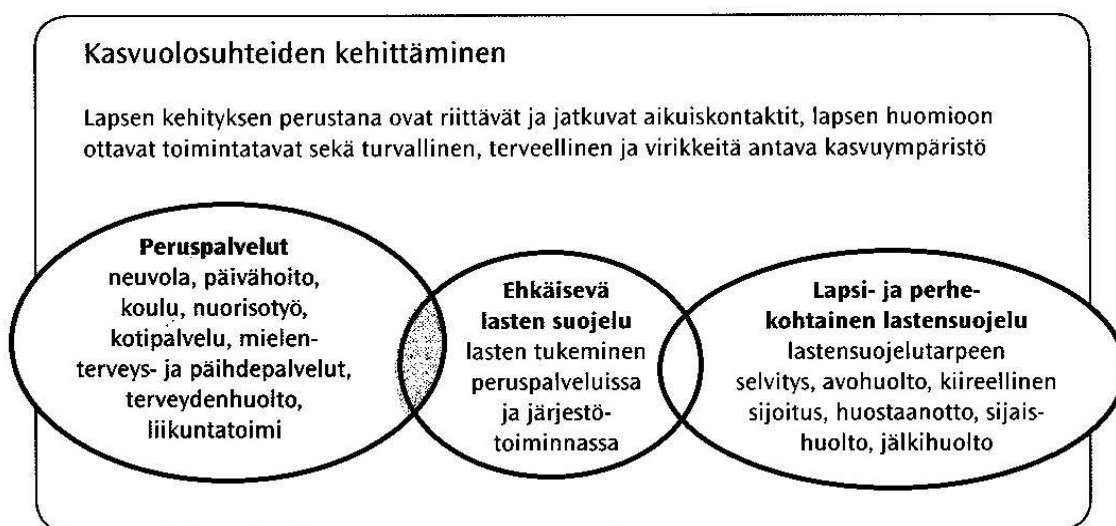 Kasvuolosuhteiden kehittäminen
Lapsen kehityksen perustana ovat riittävät ja jatkuvat aikuiskontaktit, lapsen huomioon
ottavat toimintatavat sekä turvallinen, terveellinen ja virikkeitä antava kasvuympäristö
Peruspalvelut
neuvola, päivähoito,
koulu, nuorisotyö,
kotipalvelu, mielen-
terveys- ja päihdepalvelut,
terveydenhuolto,
liikuntatoimi
Ehkäisevä
lasten suojelu
lasten tukeminen
peruspalveluissa
ja järjestö-
toiminnassa
Lapsi- ja perhe-
kohtainen lastensuojelu
lastensuojelutarpeen
selvitys, avohuolto, kiireellinen
sijoitus, huostaanotto, sijais-
huolto, jälkihuolto